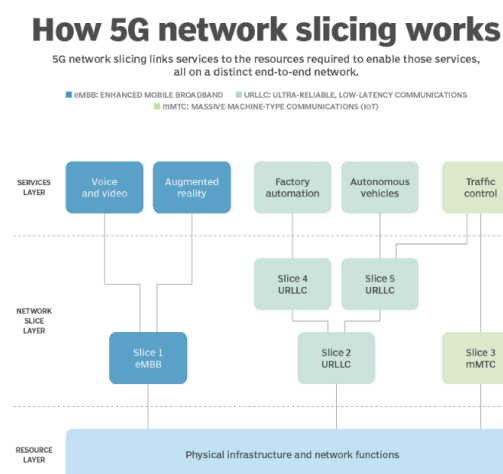 How 5G network slicing works
5G network slicing links services to the resources required to enable those services,
all on a distinct end-to-end network.
eMBB: ENHANCED MOBILE BROADBAND URLLC: ULTRA-RELIABLE, LOW-LATENCY COMMUNICATIONS
mMTC: MASSIVE MACHINE-TYPE COMMUNICATIONS (IoT)
SERVICES
LAYER
Voice
and video
Augmented
reality
Factory
automation
Autonomous
vehicles
Traffic
control
NETWORK
SLICE
LAYER
Slice 4
URLLC
Slice 5
URLLC
Slice 1
eMBB
Slice 2
URLLC
Slice 3
mMTC
RESOURCE
LAYER
Physical infrastructure and network functions